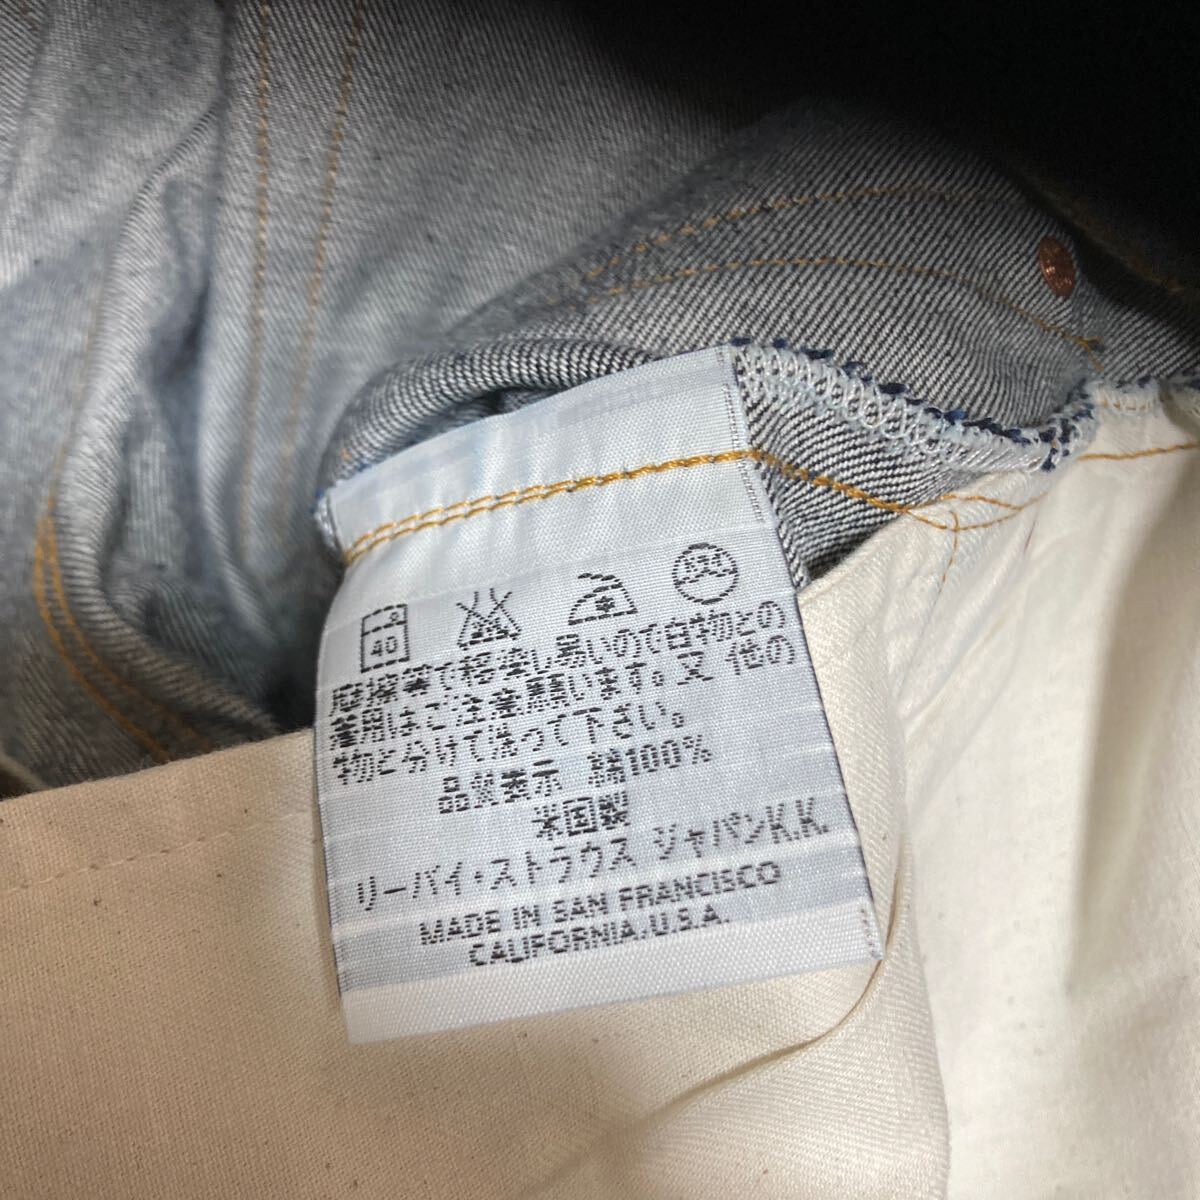 40
摩擦等で移染し易いので白物との
着用はご注意願います。又 他の
物と分けて洗って下さい。
品質表示 綿100%
米国製
リーバイ・ストラウス ジャパンK.K.
MADE IN SAN FRANCISCO
CALIFORNIA, U.S.A.